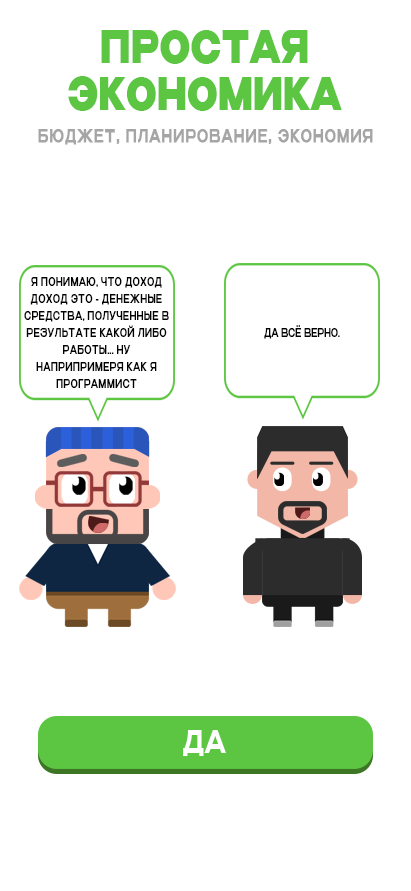 ПРОСТАЯ
ЭКОНОМИКА
БЮДЖЕТ, ПЛАНИРОВАНИЕ, ЭКОНОМИЯ
Я ПОНИМАЮ, ЧТО ДОХОД
ДОХОД ЭТО - ДЕНЕЖНЫЕ
СРЕДСТВА, ПОЛУЧЕННЫЕ В
РЕЗУЛЬТАТЕ КАКОЙ ЛИБО
РАБОТЫ... НУ
НАПРИПРИМЕРЯ КАК Я
ПРОГРАММИСТ
ДА ВСЁ ВЕРНО.
ДА